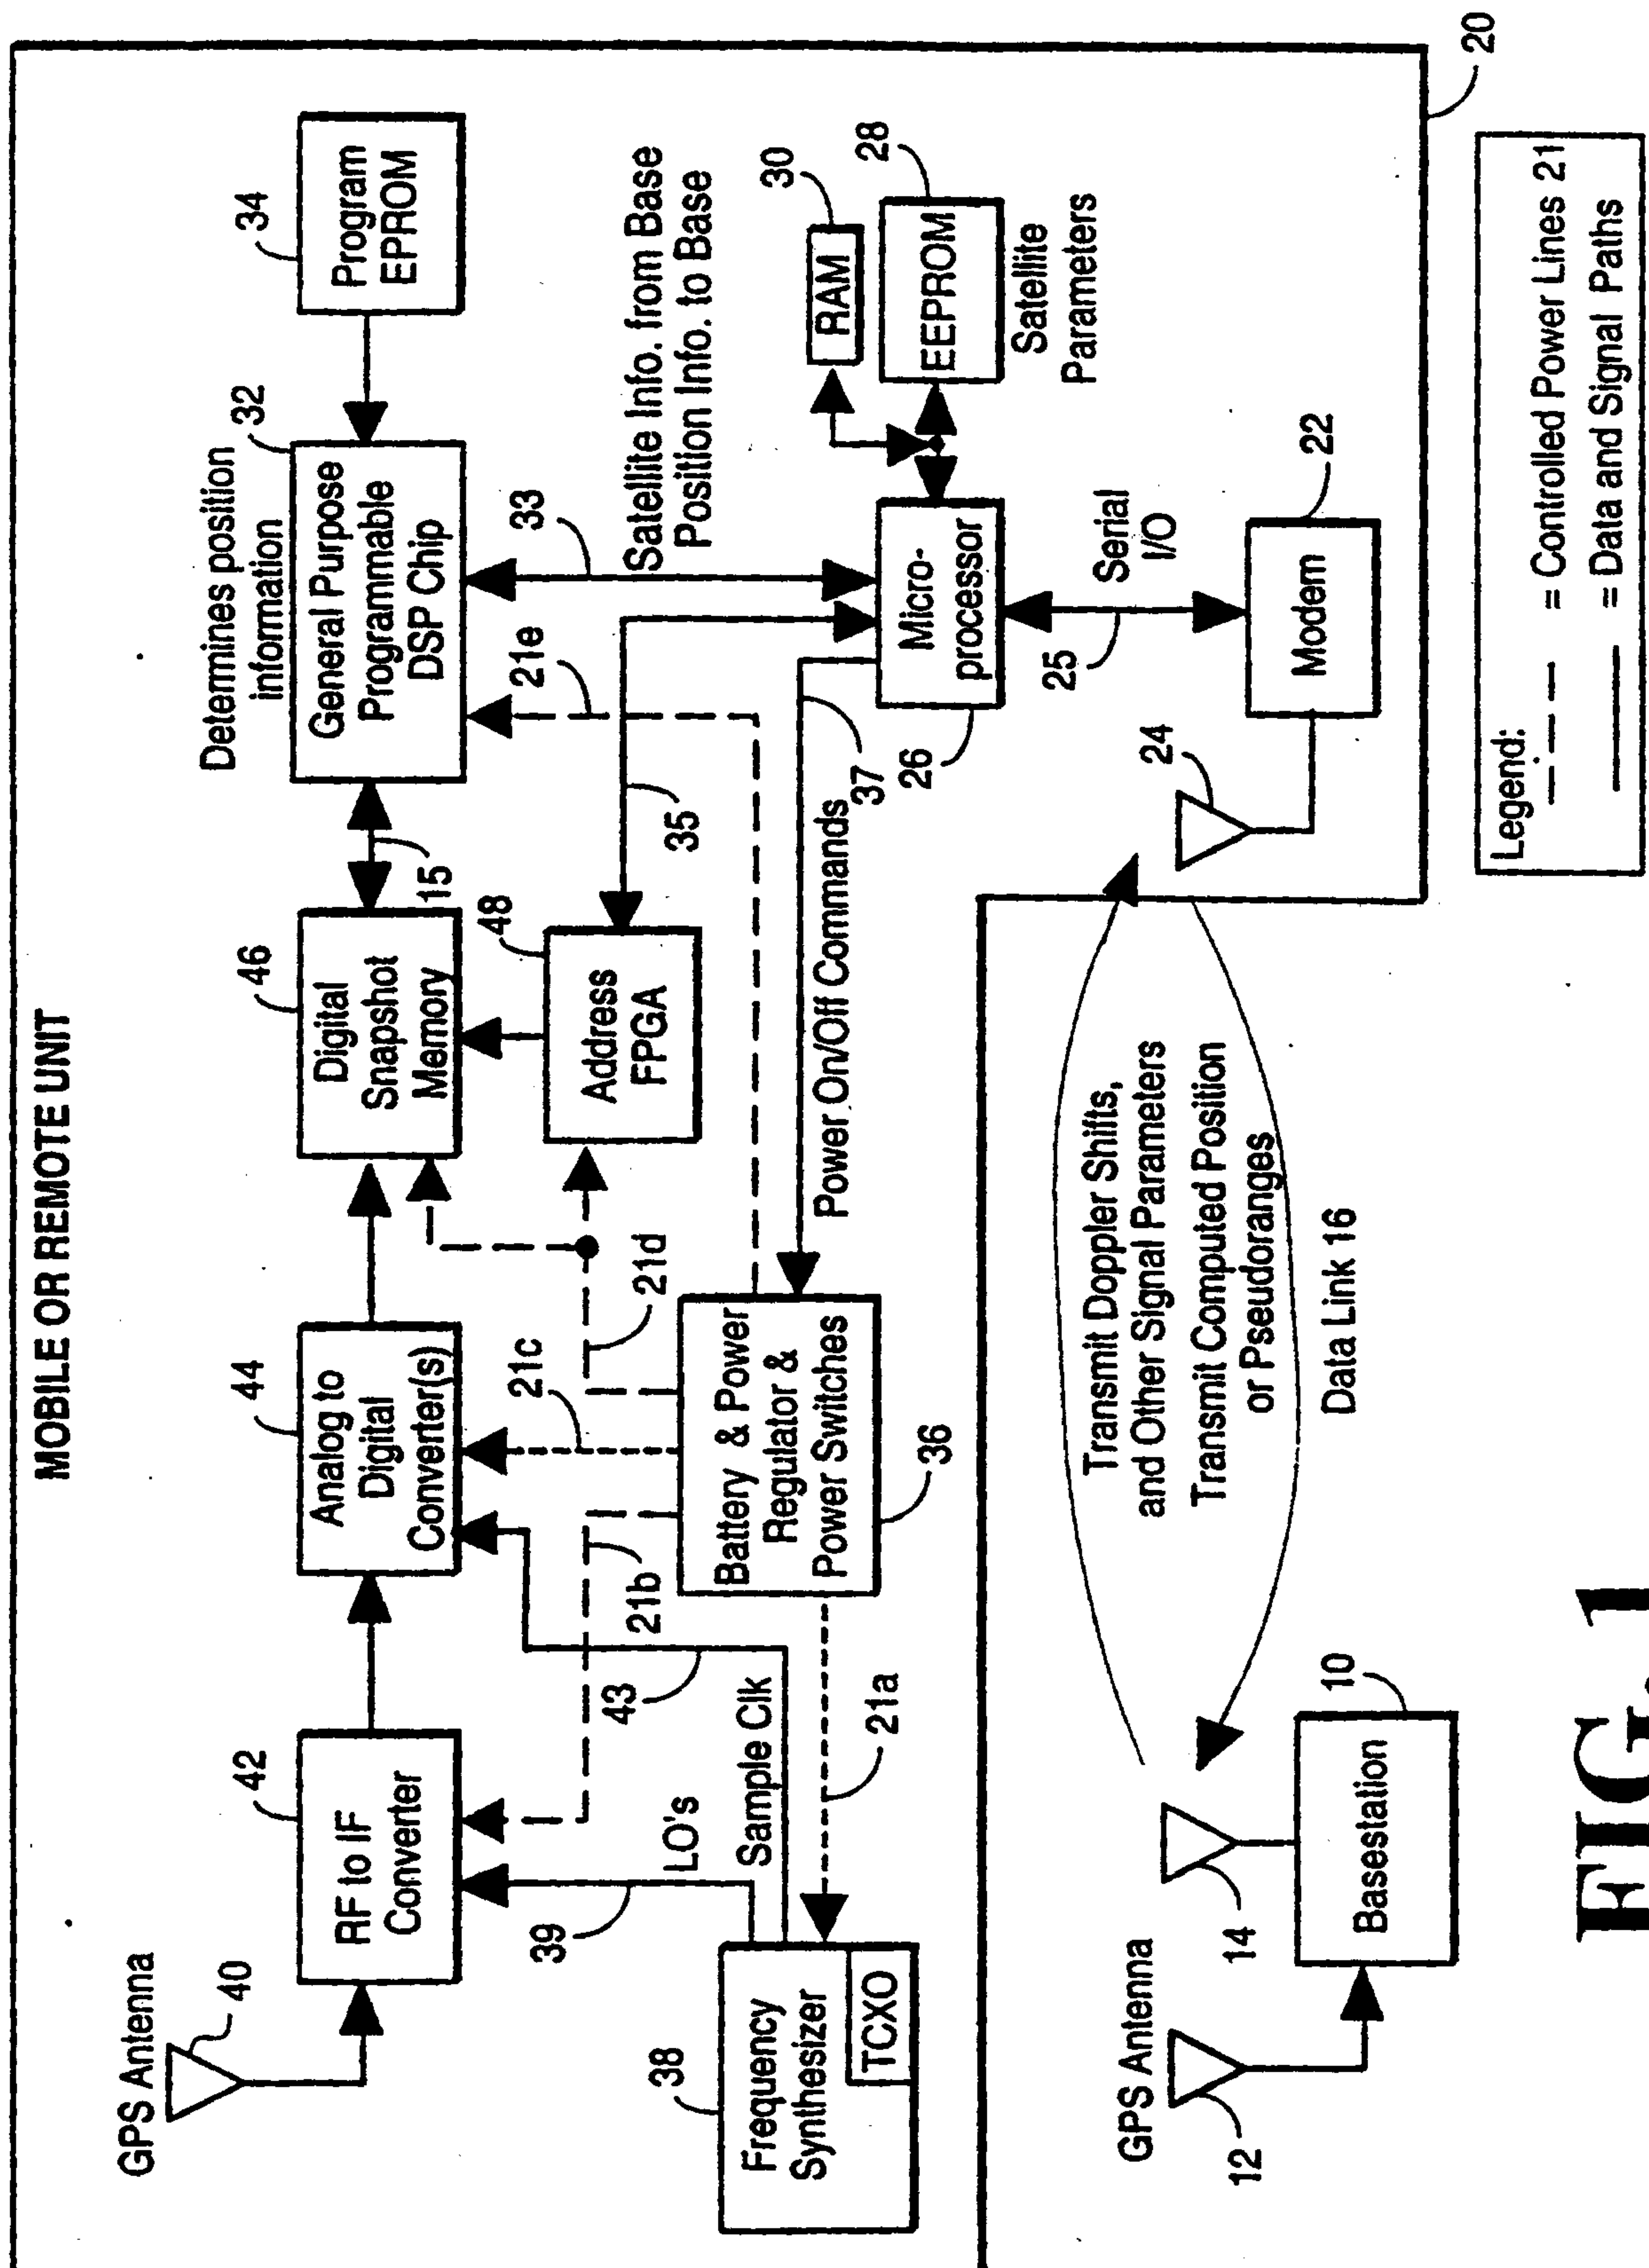 MOBILE OR REMOTE UNIT
GPS Antenna
40
42
RF to IF
Converter
44
Analog to
Digital
Converter(s)
46
Digital
Snapshot
Memory
15
Determines position
information
32
General Purpose
Programmable
DSP Chip
34
Program
EPROM
39
LO's
43
Sample Clk
21b
21c
21d
48
Address
FPGA
35
21e
33
Satellite Info. from Base
Position Info. to Base
38
Frequency
Synthesizer
TCXO
21a
Battery & Power
Regulator &
Power Switches
36
Power On/Off Commands
37
26
Micro-
processor
30
RAM
28
EEPROM
Satellite
Parameters
25
Serial
I/O
22
Modem
24
20
GPS Antenna
12
14
10
Basestation
Transmit Doppler Shifts,
and Other Signal Parameters
Transmit Computed Position
or Pseudoranges
Data Link 16
Legend:
= Controlled Power Lines 21
= Data and Signal Paths
FIG. 1